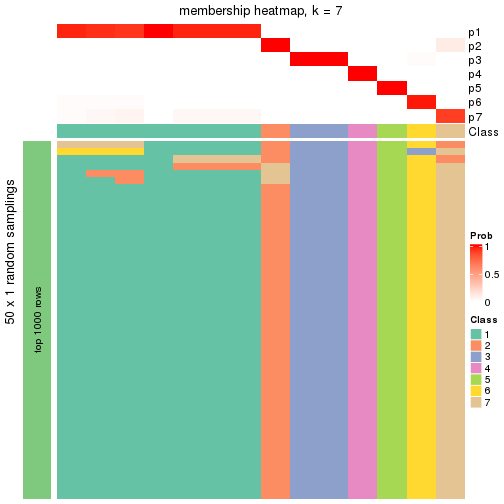 membership heatmap, k = 7
p1
p2
p3
p4
p5
p6
p7
Class
50 x 1 random samplings
top 1000 rows
Prob
1
0.5
0
Class
1
2
3
4
5
6
7